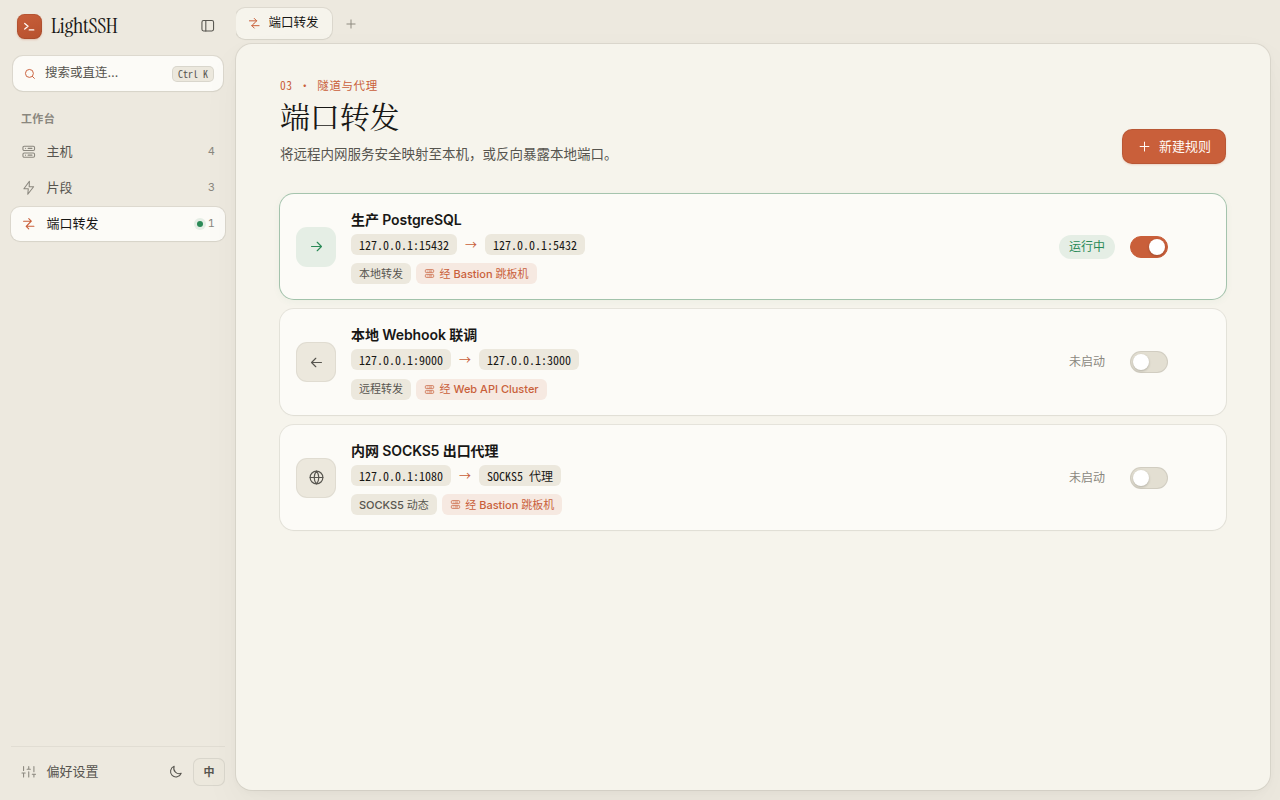 LightSSH
搜索或直连... Ctrl K
工作台
主机 4
片段 3
端口转发 1
偏好设置 中
端口转发
03 • 隧道与代理
端口转发
将远程内网服务安全映射至本机，或反向暴露本地端口。
新建规则
生产 PostgreSQL
127.0.0.1:15432 → 127.0.0.1:5432
本地转发 经 Bastion 跳板机
运行中
本地 Webhook 联调
127.0.0.1:9000 → 127.0.0.1:3000
远程转发 经 Web API Cluster
未启动
内网 SOCKS5 出口代理
127.0.0.1:1080 → SOCKS5 代理
SOCKS5 动态 经 Bastion 跳板机
未启动